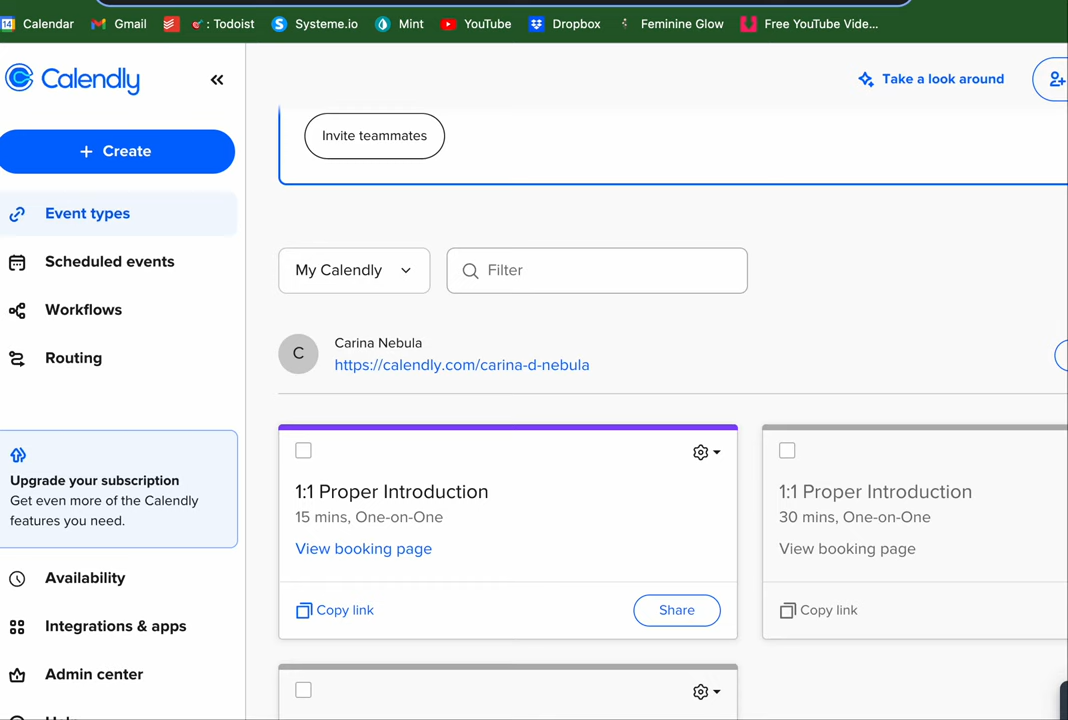 14 Calendar Gmail : Todoist Systeme.io Mint YouTube Dropbox Feminine Glow Free YouTube Vide...
Calendly
Take a look around
Invite teammates
+ Create
Event types
Scheduled events
Workflows
Routing
My Calendly
Filter
C
Carina Nebula
https://calendly.com/carina-d-nebula
1:1 Proper Introduction
15 mins, One-on-One
View booking page
Copy link
Share
1:1 Proper Introduction
30 mins, One-on-One
View booking page
Copy link
Upgrade your subscription
Get even more of the Calendly
features you need.
Availability
Integrations & apps
Admin center